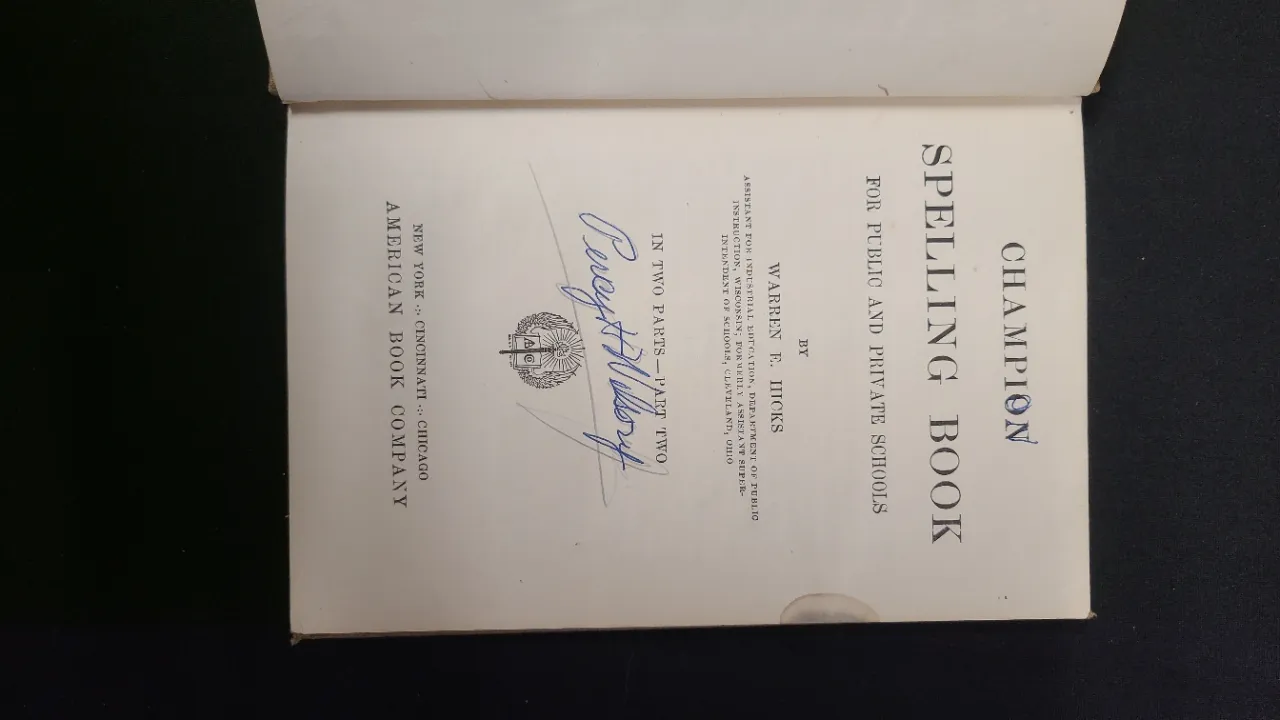 CHAMPION
SPELLING BOOK
FOR PUBLIC AND PRIVATE SCHOOLS
BY
WARREN E. HICKS
ASSISTANT FOR INDUSTRIAL EDUCATION, DEPARTMENT OF PUBLIC
INSTRUCTION, WISCONSIN; FORMERLY ASSISTANT SUPER-
INTENDENT OF SCHOOLS, CLEVELAND, OHIO
IN TWO PARTS—PART TWO
Percy H
NEW YORK ·:· CINCINNATI ·:· CHICAGO
AMERICAN BOOK COMPANY